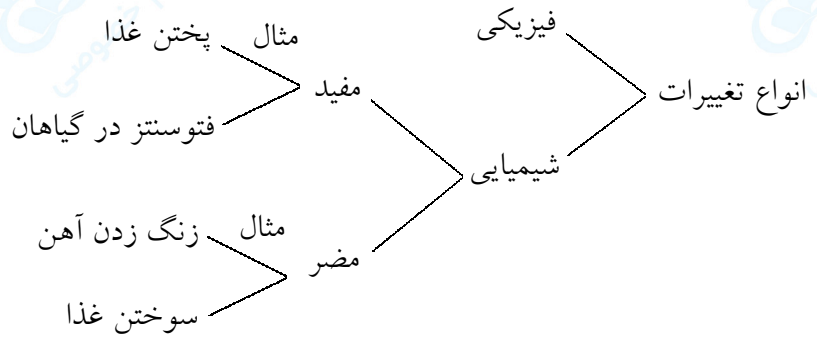 انواع تغییرات
فیزیکی
شیمیایی
مفید
مثال
پختن غذا
فتوسنتز در گیاهان
مضر
مثال
زنگ زدن آهن
سوختن غذا